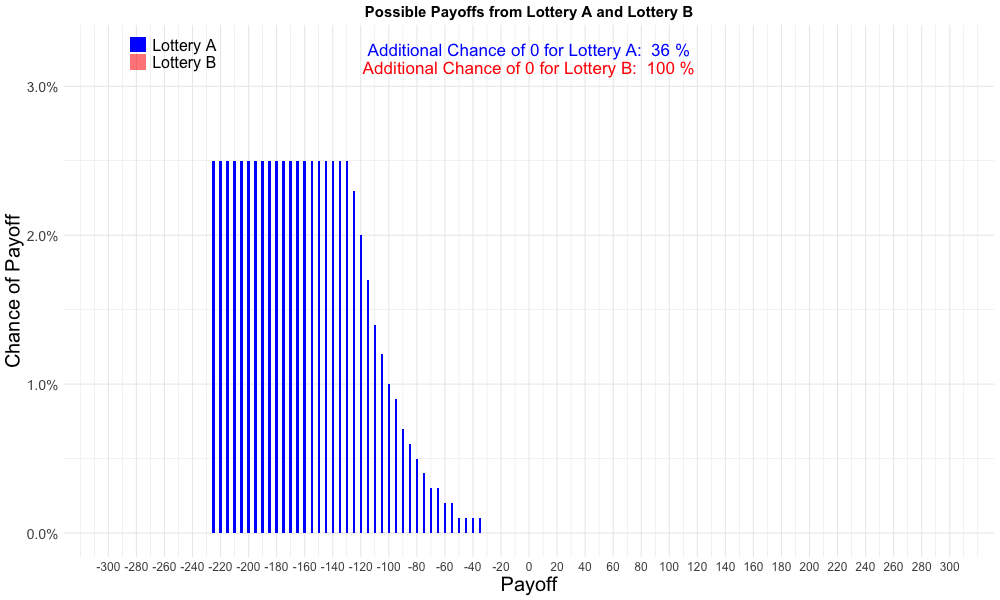 Possible Payoffs from Lottery A and Lottery B
Lottery A
Lottery B
Additional Chance of 0 for Lottery A:  36 %
Additional Chance of 0 for Lottery B:  100 %
Chance of Payoff
3.0%
2.0%
1.0%
0.0%
-300 -280 -260 -240 -220 -200 -180 -160 -140 -120 -100 -80 -60 -40 -20 0 20 40 60 80 100 120 140 160 180 200 220 240 260 280 300
Payoff